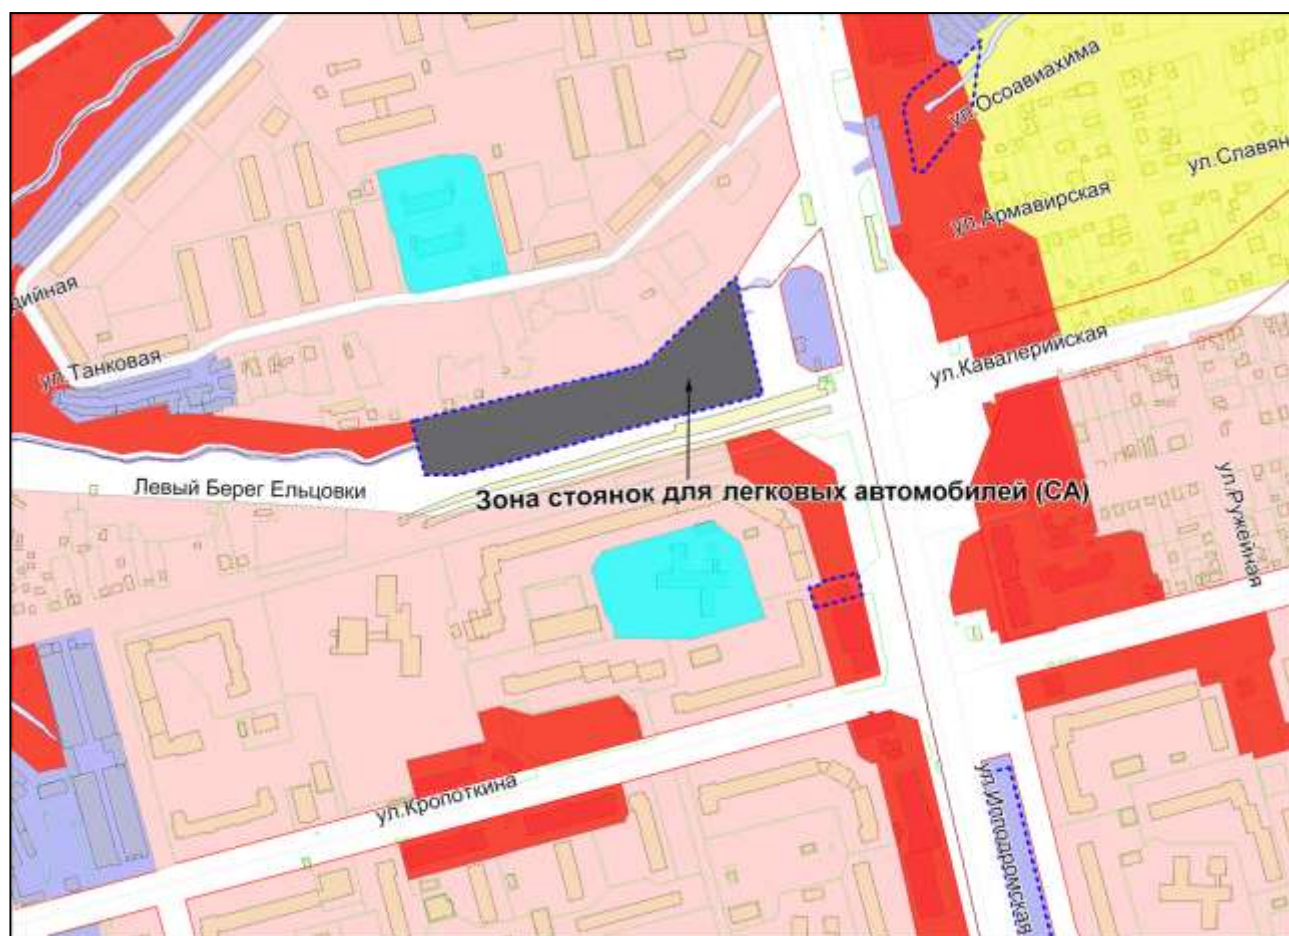 ул.Осоавиахима
ул.Славян
ул.Армавирская
дийная
ул.Танковая
ул.Кавалерийская
Левый Берег Ельцовки
Зона стоянок для легковых автомобилей (СА)
ул.Ружейная
ул.Кропоткина
ул.Ипподромская